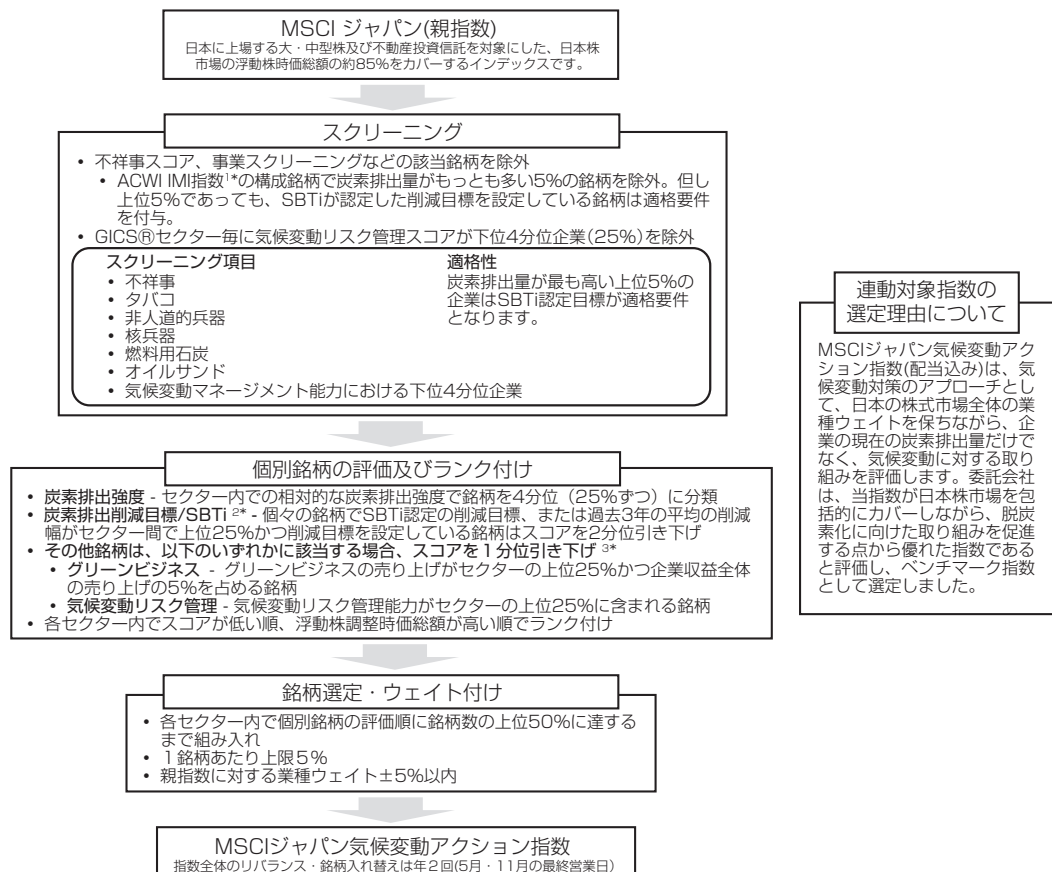 MSCI ジャパン(親指数)
日本に上場する大・中型株及び不動産投資信託を対象にした、日本株
市場の浮動株時価総額の約85%をカバーするインデックスです。
スクリーニング
• 不祥事スコア、事業スクリーニングなどの該当銘柄を除外
• ACWI IMI指数1*の構成銘柄で炭素排出量がもっとも多い5%の銘柄を除外。但し
上位5%であっても、SBTiが認定した削減目標を設定している銘柄は適格要件
を付与。
• GICS®セクター毎に気候変動リスク管理スコアが下位4分位企業(25%)を除外
スクリーニング項目
• 不祥事
• タバコ
• 非人道的兵器
• 核兵器
• 燃料用石炭
• オイルサンド
• 気候変動マネージメント能力における下位4分位企業
適格性
炭素排出量が最も高い上位5%の
企業はSBTi認定目標が適格要件
となります。
個別銘柄の評価及びランク付け
• 炭素排出強度 - セクター内での相対的な炭素排出強度で銘柄を4分位（25%ずつ）に分類
• 炭素排出削減目標/SBTi 2* - 個々の銘柄でSBTi認定の削減目標、または過去3年の平均の削減
幅がセクター間で上位25%かつ削減目標を設定している銘柄はスコアを2分位引き下げ
• その他銘柄は、以下のいずれかに該当する場合、スコアを１分位引き下げ 3*
• グリーンビジネス - グリーンビジネスの売り上げがセクターの上位25%かつ企業収益全体
の売り上げの5%を占める銘柄
• 気候変動リスク管理 - 気候変動リスク管理能力がセクターの上位25%に含まれる銘柄
• 各セクター内でスコアが低い順、浮動株調整時価総額が高い順でランク付け
銘柄選定・ウェイト付け
• 各セクター内で個別銘柄の評価順に銘柄数の上位50%に達する
まで組み入れ
• １銘柄あたり上限５%
• 親指数に対する業種ウェイト±5%以内
MSCIジャパン気候変動アクション指数
指数全体のリバランス・銘柄入れ替えは年２回(5月・11月の最終営業日)
連動対象指数の
選定理由について
MSCIジャパン気候変動アク
ション指数(配当込み)は、気
候変動対策のアプローチとし
て、日本の株式市場全体の業
種ウェイトを保ちながら、企
業の現在の炭素排出量だけで
なく、気候変動に対する取り
組みを評価します。委託会社
は、当指数が日本株市場を包
括的にカバーしながら、脱炭
素化に向けた取り組みを促進
する点から優れた指数である
と評価し、ベンチマーク指数
として選定しました。